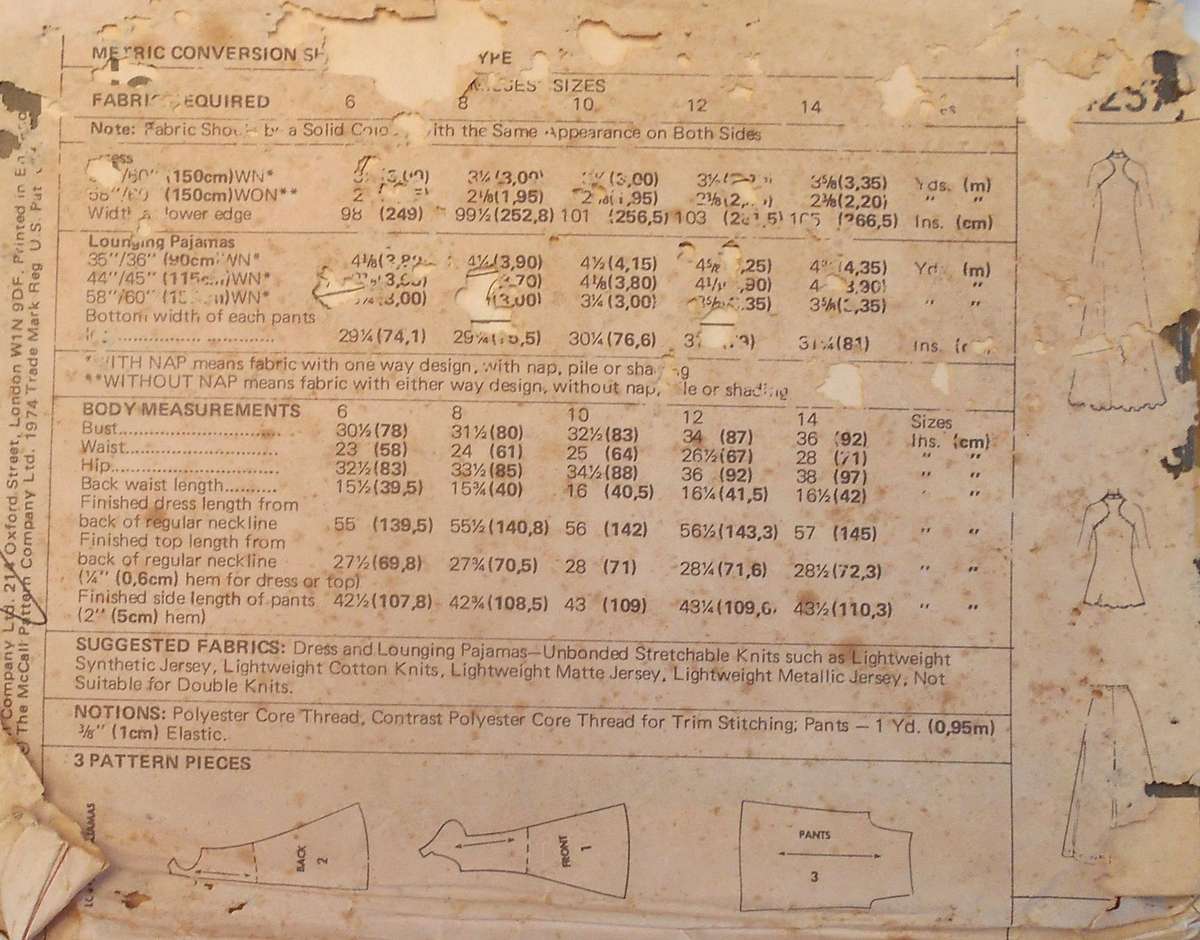 METRIC CONVERSION
SIZES
FABRIC REQUIRED 6 8 10 12 14
Note: Fabric Should be a Solid Color with the Same Appearance on Both Sides
/60" (150cm)WN* 3¼ (3,00) (3,00) 3⅝(3,35) Yds. (m)
(150cm)WON** 2⅛(1,95) (1,95) 2⅜(2,20) " "
Width at lower edge 98 (249) 99½(252,8) 101 (256,5) 103 (266,5) Ins. (cm)
Lounging Pajamas
35"/36" (90cm)WN* 4¼(3,90) 4½(4,15) (4,35) Yds. (m)
44"/45" (115cm)WN* 4⅛(3,80) "
58"/60" WN* (3,00) (3,00) 3¼ (3,00) " "
Bottom width of each pants
29¼(74,1) 30¼(76,6) (81) Ins.
*WITH NAP means fabric with one way design, with nap, pile or shading
**WITHOUT NAP means fabric with either way design, without nap, pile or shading
BODY MEASUREMENTS 6 8 10 12 14 Sizes
Bust 30½(78) 31½(80) 32½(83) 34 (87) 36 (92) Ins. (cm)
Waist 23 (58) 24 (61) 25 (64) 26½(67) 28 (71) " "
Hip 32½(83) 33½(85) 34½(88) 36 (92) 38 (97) " "
Back waist length 15½(39,5) 15¾(40) 16 (40,5) 16¼(41,5) 16½(42) " "
Finished dress length from
back of regular neckline 55 (139,5) 55½(140,8) 56 (142) 56½(143,3) 57 (145) " "
Finished top length from
back of regular neckline 27½(69,8) 27¾(70,5) 28 (71) 28¼(71,6) 28½(72,3) " "
(¼" (0,6cm) hem for dress or top)
Finished side length of pants 42½(107,8) 42¾(108,5) 43 (109) 43¼(109,6) 43½(110,3) " "
(2" (5cm) hem)
SUGGESTED FABRICS: Dress and Lounging Pajamas—Unbonded Stretchable Knits such as Lightweight
Synthetic Jersey, Lightweight Cotton Knits, Lightweight Matte Jersey, Lightweight Metallic Jersey, Not
Suitable for Double Knits.
NOTIONS: Polyester Core Thread, Contrast Polyester Core Thread for Trim Stitching; Pants — 1 Yd. (0,95m)
⅜" (1cm) Elastic.
3 PATTERN PIECES
BACK
2
FRONT
1
PANTS
3
Company Ltd. 214 Oxford Street, London W1N 9DF. Printed in
The McCall Pattern Company Ltd. 1974 Trade Mark Reg U S Pat